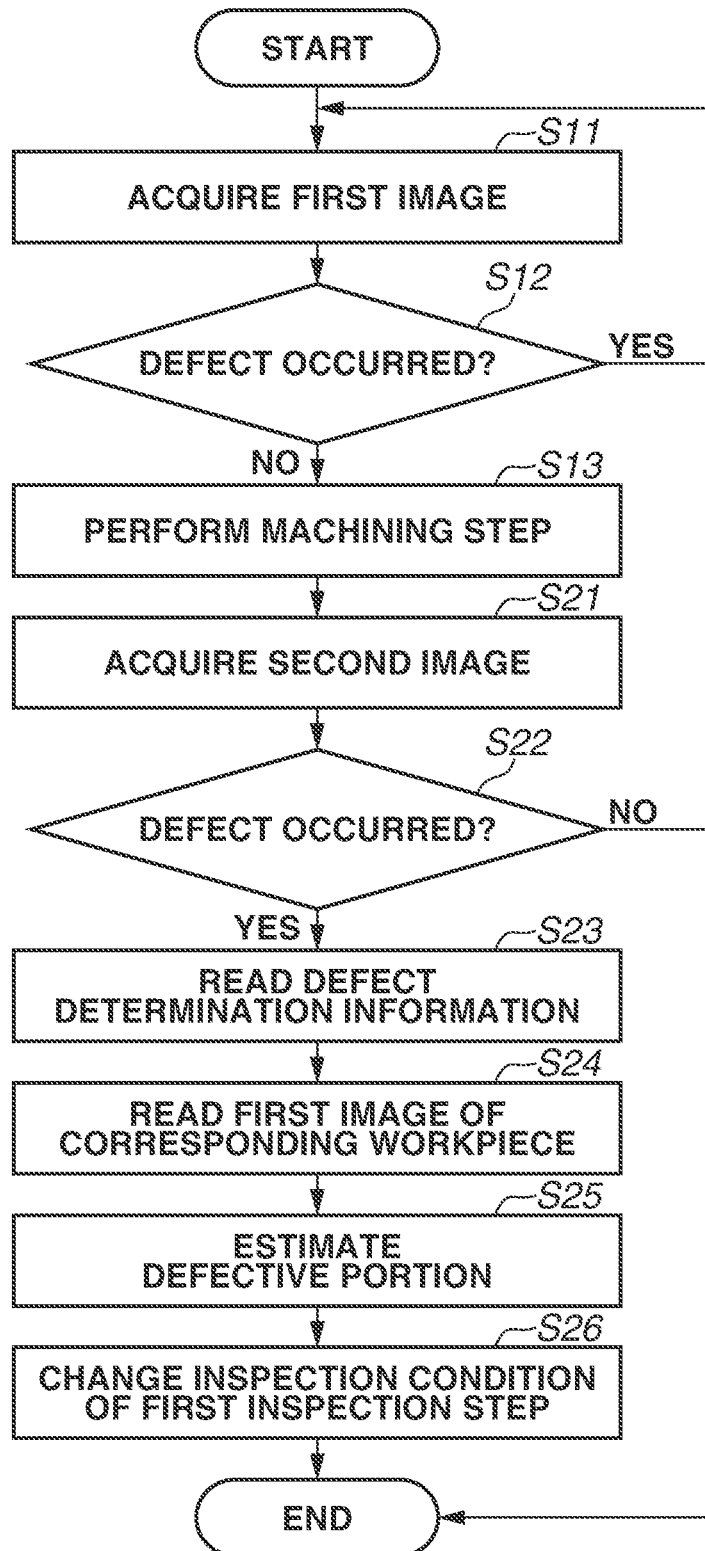 START
S11
ACQUIRE FIRST IMAGE
S12
DEFECT OCCURRED?
YES
NO
S13
PERFORM MACHINING STEP
S21
ACQUIRE SECOND IMAGE
S22
DEFECT OCCURRED?
NO
YES
S23
READ DEFECT
DETERMINATION INFORMATION
S24
READ FIRST IMAGE OF
CORRESPONDING WORKPIECE
S25
ESTIMATE
DEFECTIVE PORTION
S26
CHANGE INSPECTION CONDITION
OF FIRST INSPECTION STEP
END